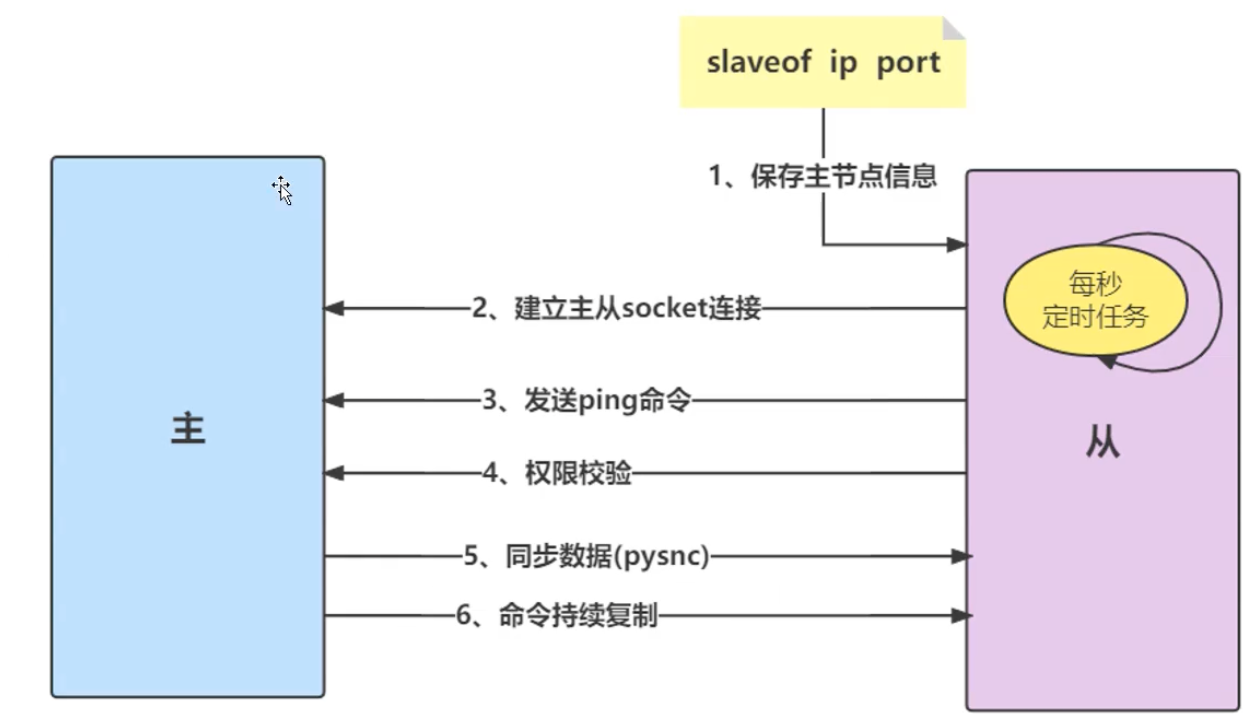 slaveof ip port
1、保存主节点信息
每秒
定时任务
2、建立主从socket连接
3、发送ping命令
主
从
4、权限校验
5、同步数据(pysnc)
6、命令持续复制